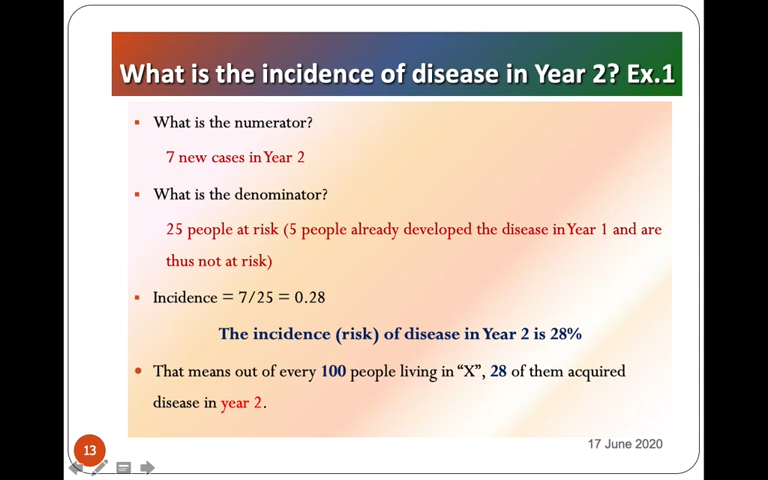 What is the incidence of disease in Year 2? Ex.1
▪ What is the numerator?
7 new cases in Year 2
▪ What is the denominator?
25 people at risk (5 people already developed the disease in Year 1 and are
thus not at risk)
▪ Incidence = 7/25 = 0.28
The incidence (risk) of disease in Year 2 is 28%
• That means out of every 100 people living in “X”, 28 of them acquired
disease in year 2.
13
17 June 2020